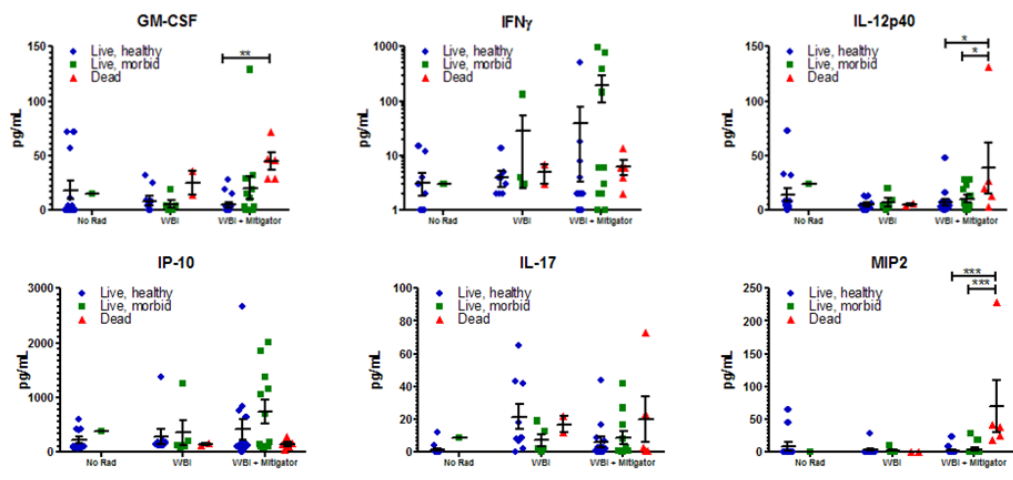 GM-CSF
150
100
50
0
pg/mL
Live, healthy
Live, morbid
Dead
**
No Rad
WBI
WBI + Mitigator
IFNγ
1000
100
10
1
pg/mL
Live, healthy
Live, morbid
Dead
No Rad
WBI
WBI + Mitigator
IL-12p40
150
100
50
0
pg/mL
Live, healthy
Live, morbid
Dead
*
*
No Rad
WBI
WBI + Mitigator
IP-10
3000
2000
1000
0
pg/mL
Live, healthy
Live, morbid
Dead
No Rad
WBI
WBI + Mitigator
IL-17
100
80
60
40
20
0
pg/mL
Live, healthy
Live, morbid
Dead
No Rad
WBI
WBI + Mitigator
MIP2
250
200
150
100
50
0
pg/mL
Live, healthy
Live, morbid
Dead
***
***
No Rad
WBI
WBI + Mitigator